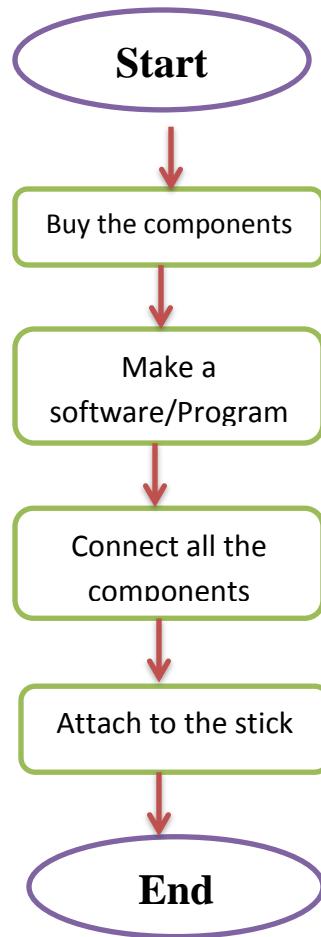 Start
Buy the components
Make a
software/Program
Connect all the
components
Attach to the stick
End